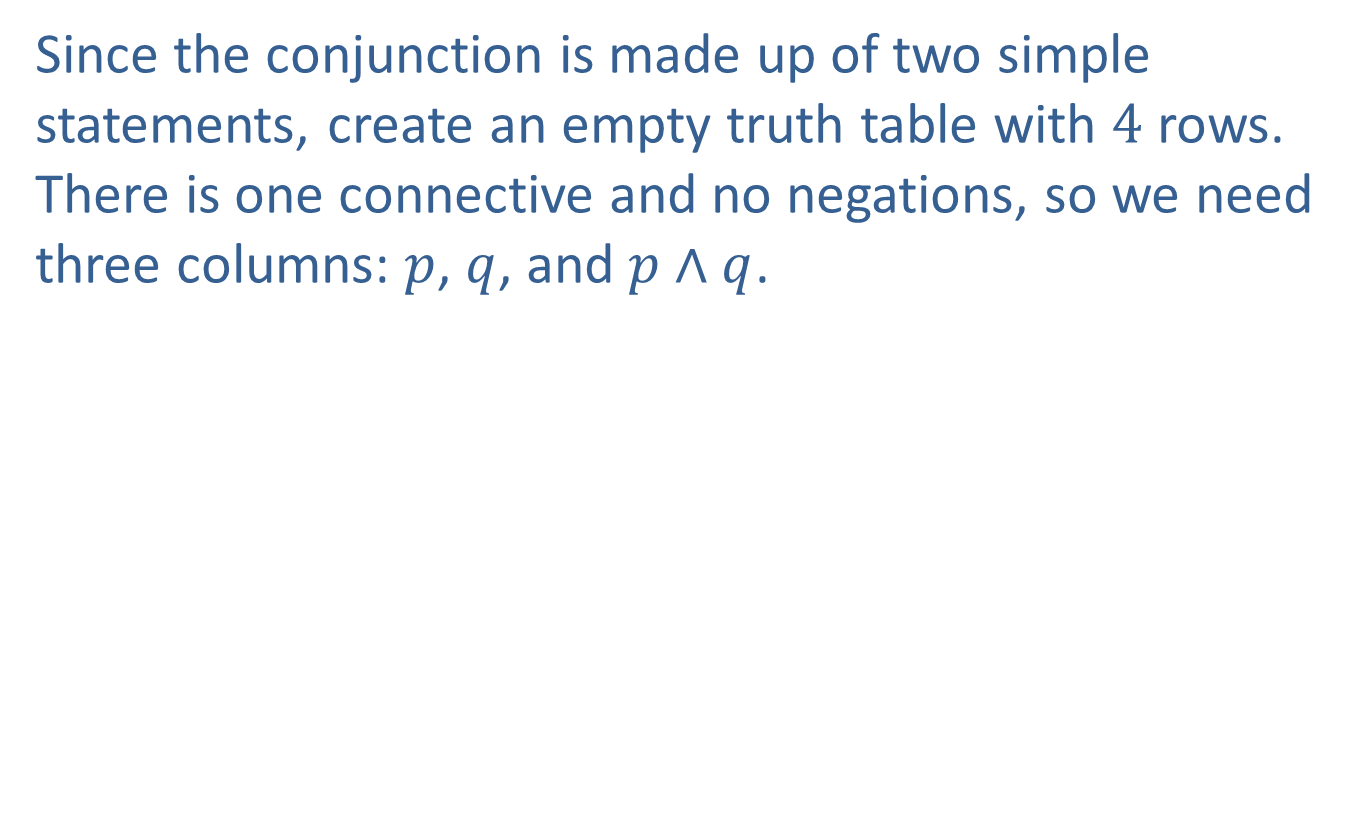 Since the conjunction is made up of two simple
statements, create an empty truth table with 4 rows.
There is one connective and no negations, so we need
three columns: 𝑝, 𝑞, and 𝑝 ∧ 𝑞.